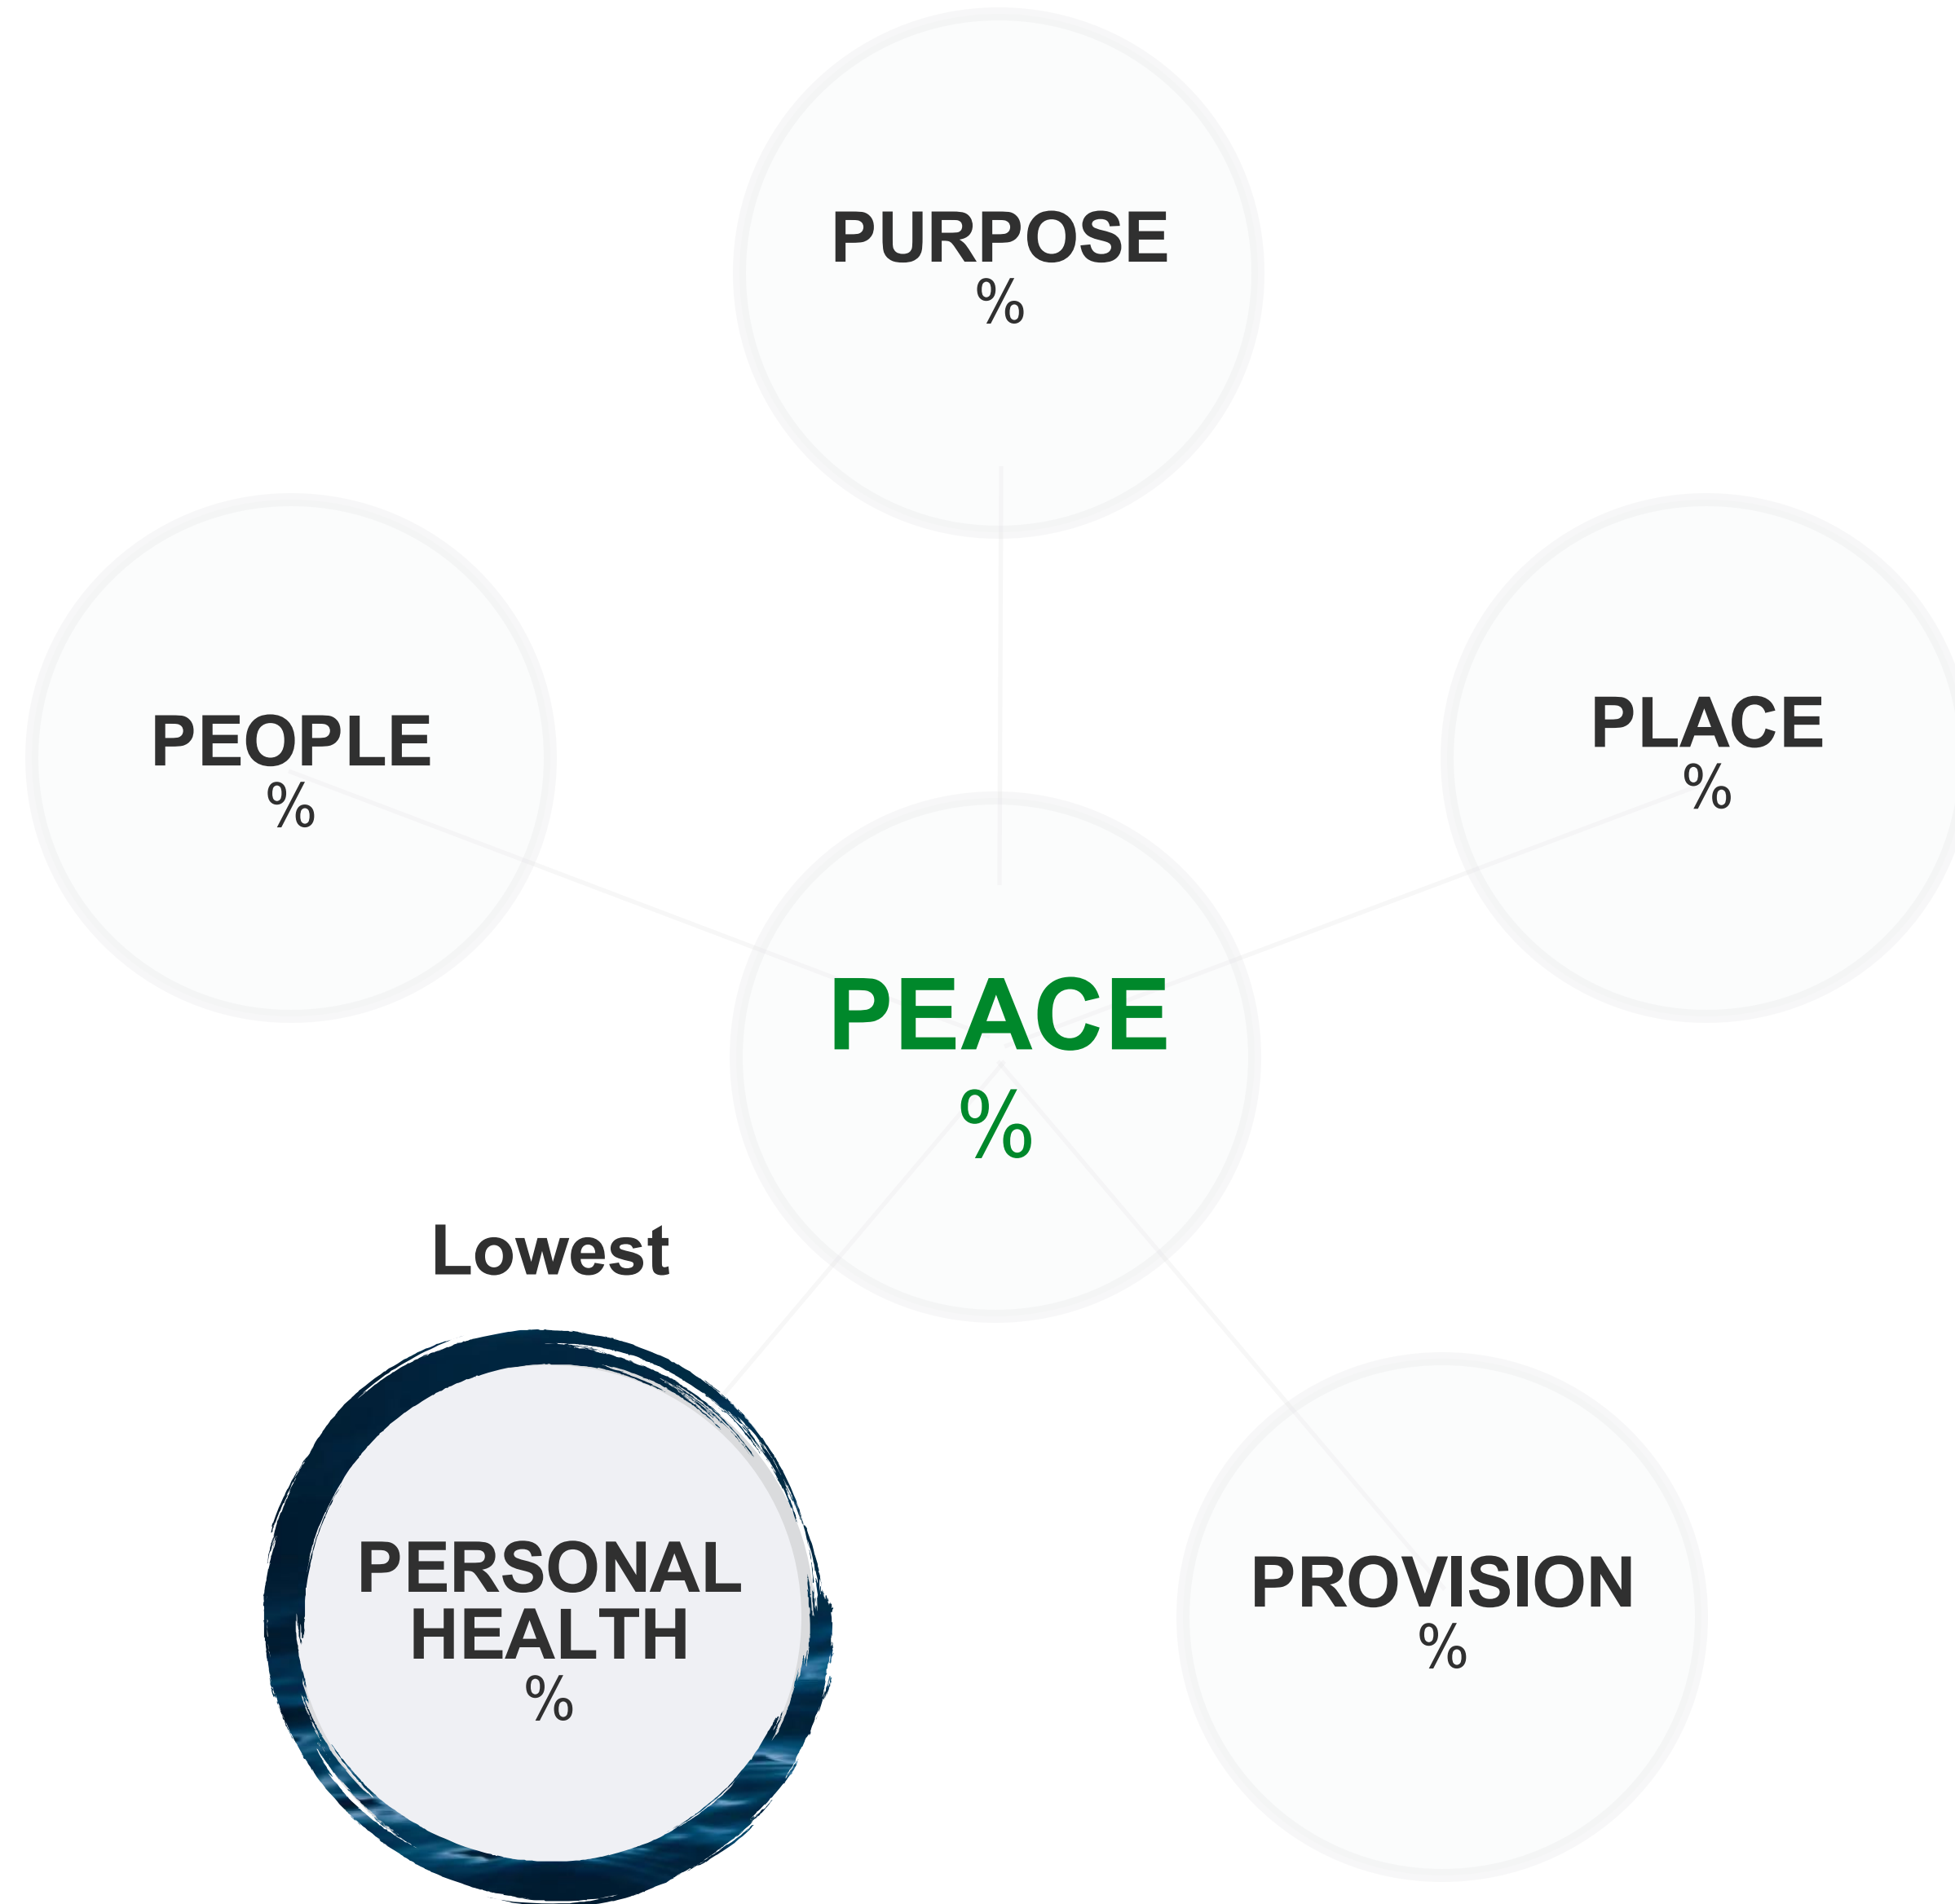 PURPOSE
%
PEOPLE
%
PLACE
%
PEACE
%
Lowest
PERSONAL
HEALTH
%
PROVISION
%